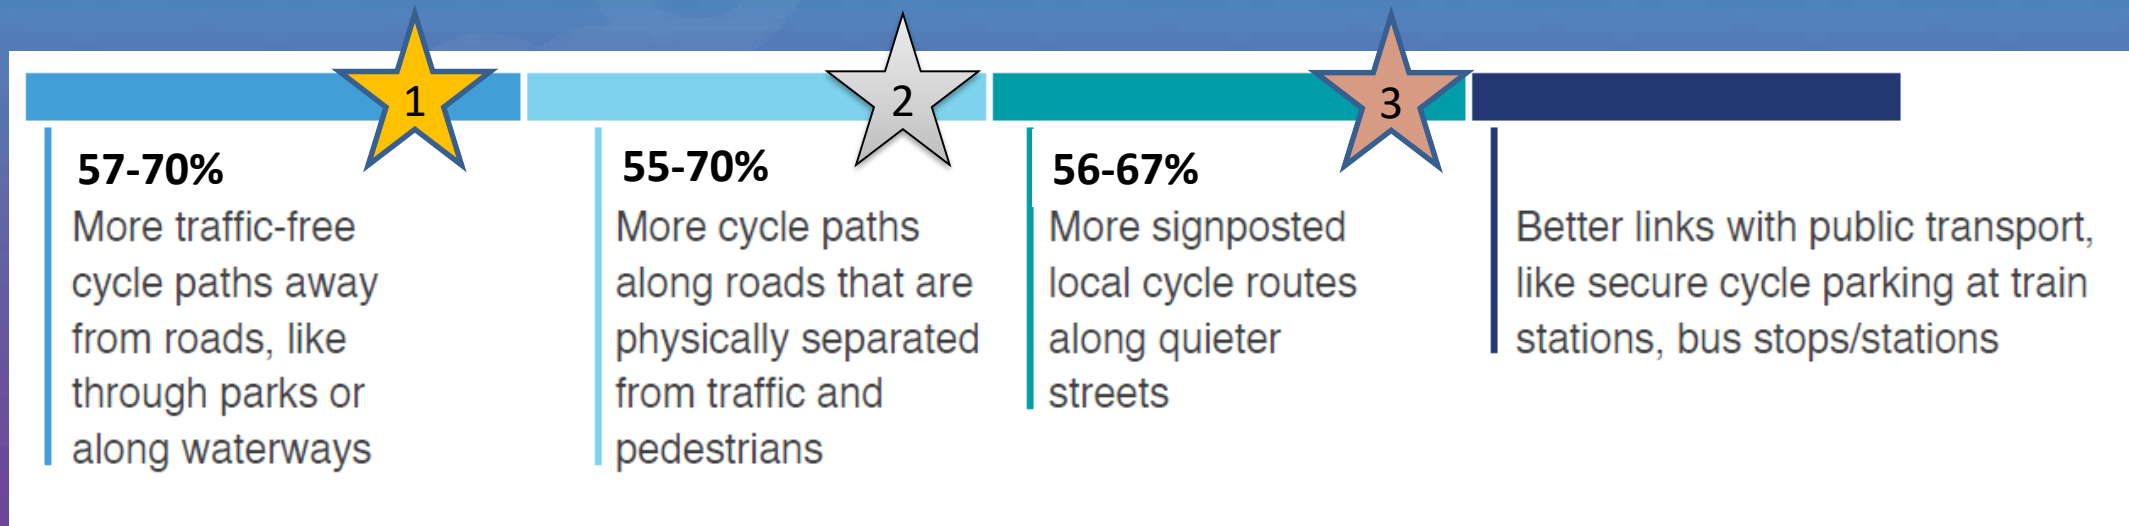 1
57-70%
More traffic-free
cycle paths away
from roads, like
through parks or
along waterways
2
55-70%
More cycle paths
along roads that are
physically separated
from traffic and
pedestrians
3
56-67%
More signposted
local cycle routes
along quieter
streets
Better links with public transport,
like secure cycle parking at train
stations, bus stops/stations